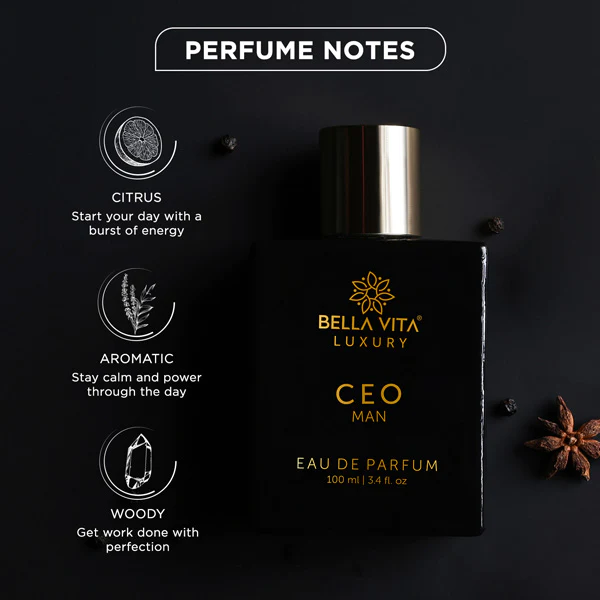 PERFUME NOTES
CITRUS
Start your day with a
burst of energy
AROMATIC
Stay calm and power
through the day
WOODY
Get work done with
perfection
BELLA VITA®
LUXURY
CEO
MAN
EAU DE PARFUM
100 ml | 3.4 fl. oz